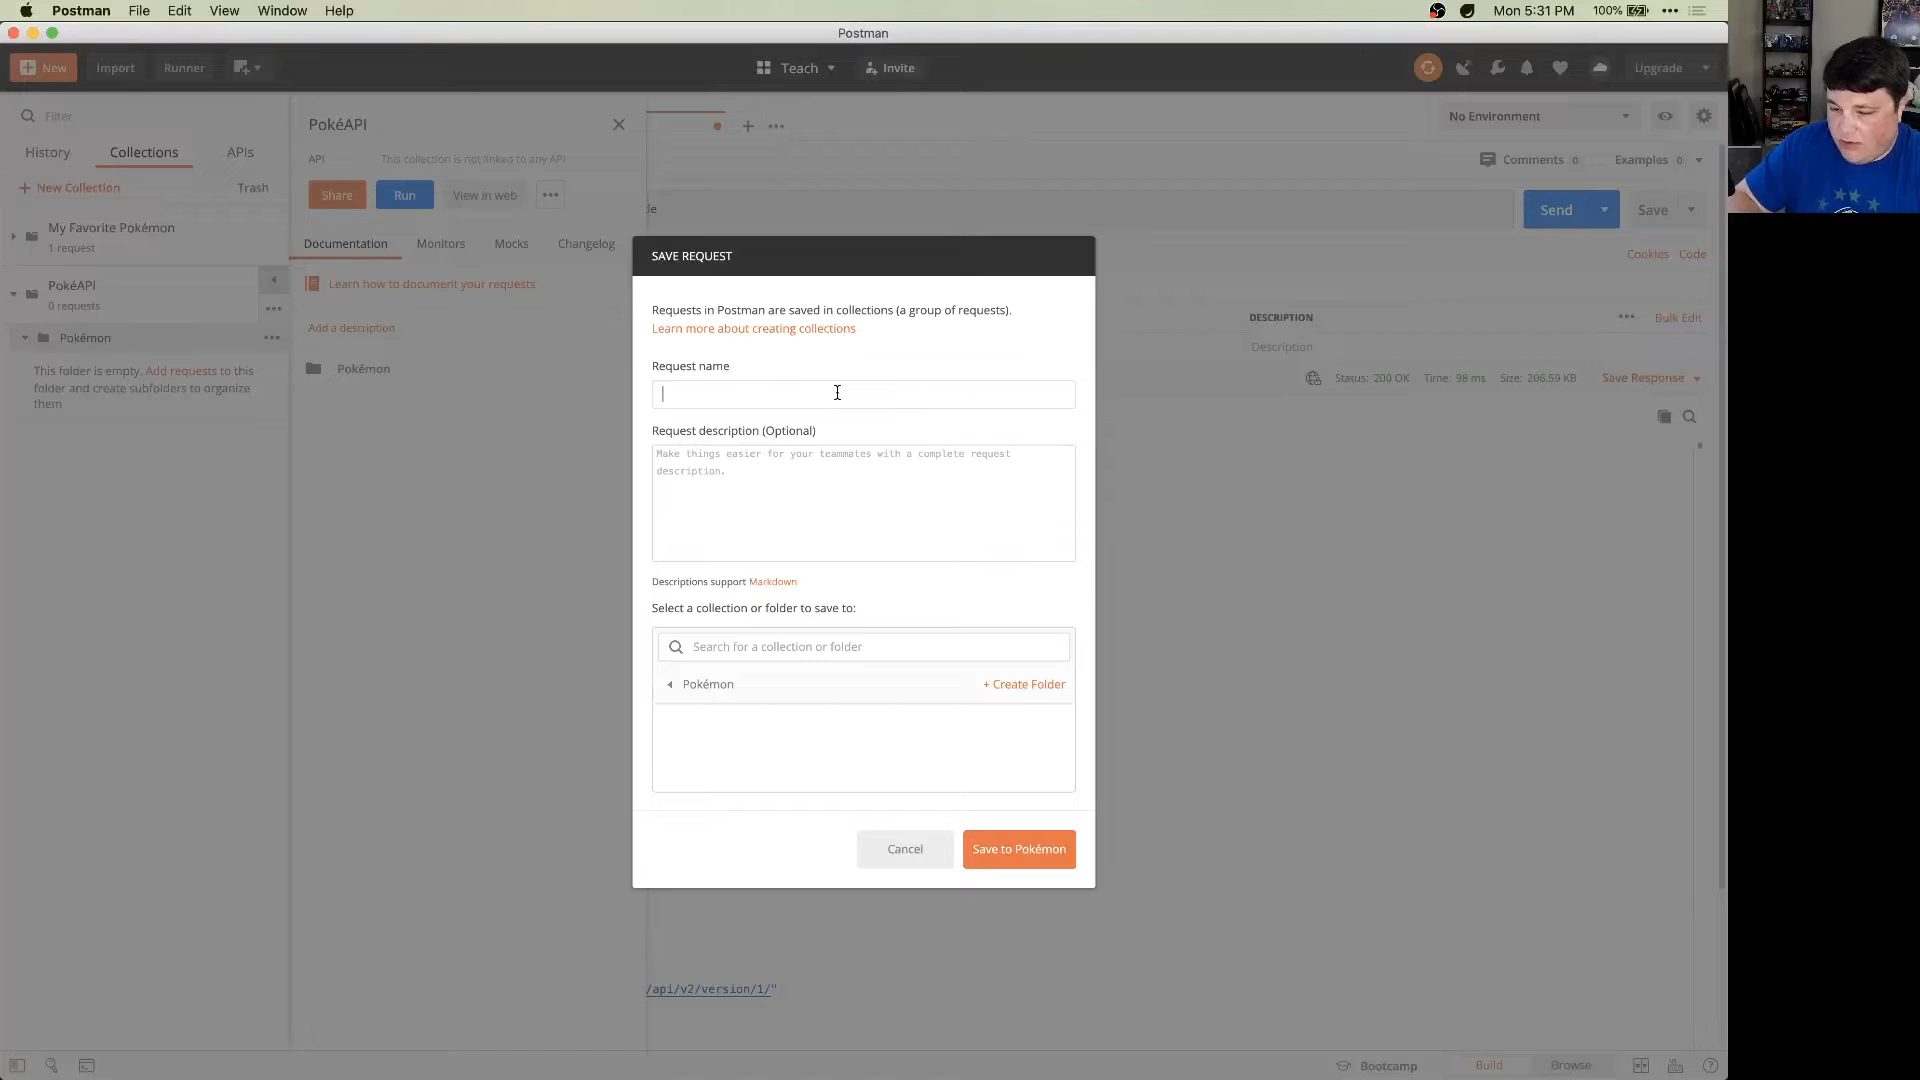 Postman File Edit View Window Help
Mon 5:31 PM 100%
Postman
New Import Runner Teach Invite Upgrade
Filter
History Collections APIs
New Collection Trash
My Favorite Pokémon
1 request
PokéAPI
0 requests
Pokémon
This folder is empty. Add requests to this
folder and create subfolders to organize
them
PokéAPI
API This collection is not linked to any API
Share Run View in web
Documentation Monitors Mocks Changelog
Learn how to document your requests
Add a description
Pokémon
No Environment
Comments 0 Examples 0
Send Save
Cookies Code
DESCRIPTION Bulk Edit
Description
Status: 200 OK Time: 98 ms Size: 206.59 KB Save Response
SAVE REQUEST
Requests in Postman are saved in collections (a group of requests).
Learn more about creating collections
Request name
Request description (Optional)
Make things easier for your teammates with a complete request
description.
Descriptions support Markdown
Select a collection or folder to save to:
Search for a collection or folder
Pokémon + Create Folder
Cancel Save to Pokémon
/api/v2/version/1/"
Bootcamp Build Browse